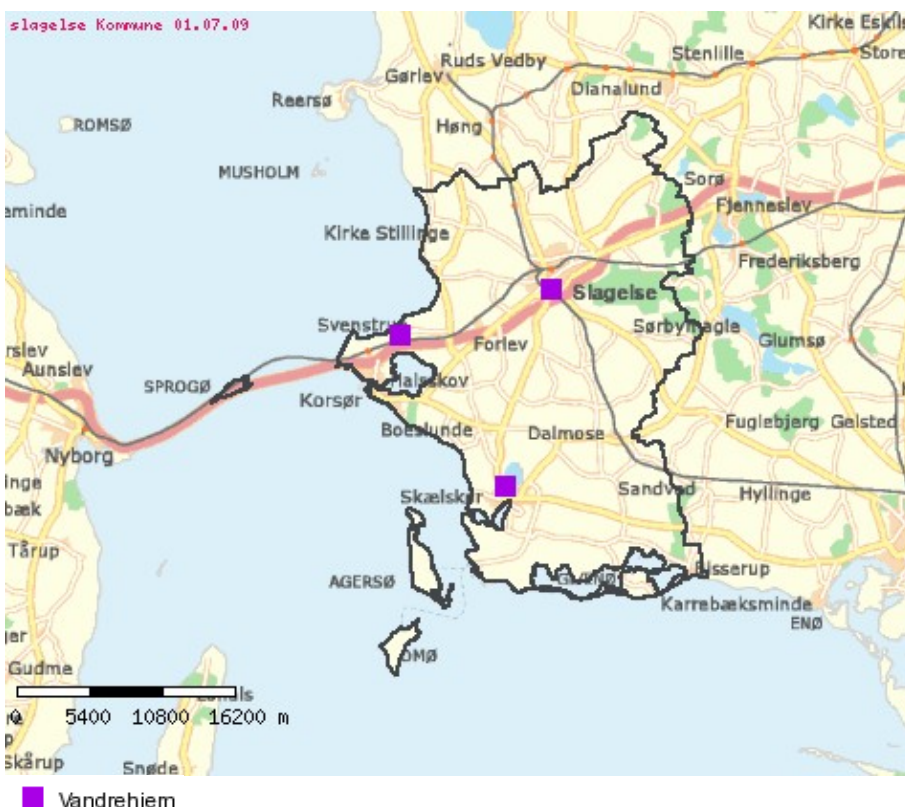 slagelse Kommune 01.07.09
Kirke Eskils
Stenlille
Store
Ruds Vedby
Gørlev
Dianalund
Reersø
ROMSØ
Høng
MUSHOLM
Sorø
Fjenneslev
eminde
Kirke Stillinge
Frederiksberg
Slagelse
Svenstrup
Sørbymagle
Forlev
Glumsø
rslev
Aunslev
SPROGØ
Halsskov
Korsør
Fuglebjerg
Gelsted
Boeslunde
Dalmose
Nyborg
Sandved
Hyllinge
inge
Skælskør
bæk
Tårup
Bisserup
AGERSØ
GLÆNØ
Karrebæksminde
ENØ
ger
OMØ
Gudme
Lohals
0 5400 10800 16200 m
Skårup
Snøde
Vandrehjem